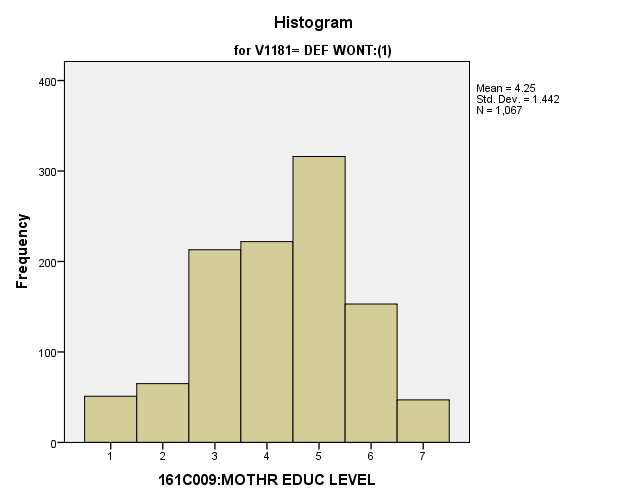 Histogram
for V1181= DEF WONT:(1)
Mean = 4.25
Std. Dev. = 1.442
N = 1,067
Frequency
400
300
200
100
0
1 2 3 4 5 6 7
161C009:MOTHR EDUC LEVEL